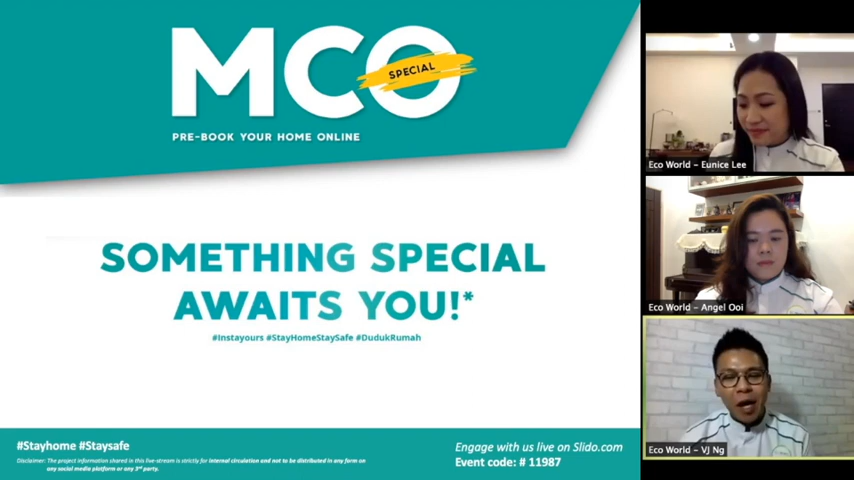 MCO
SPECIAL
PRE-BOOK YOUR HOME ONLINE
SOMETHING SPECIAL
AWAITS YOU!*
#Instayours #StayHomeStaySafe #DudukRumah
#Stayhome #Staysafe
Disclaimer: The project information shared in this live-stream is strictly for internal circulation and not to be distributed in any form on
any social media platform or any 3rd party.
Engage with us live on Slido.com
Event code: # 11987
Eco World – Eunice Lee
Eco World – Angel Ooi
Eco World – VJ Ng